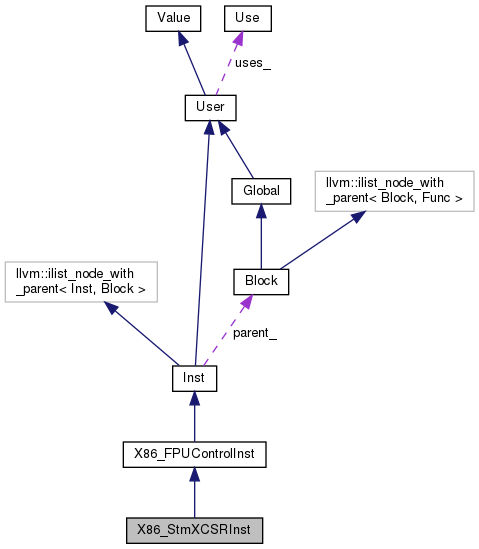 Value
Use
uses_
User
Global
llvm::ilist_node_with
_parent< Block, Func >
llvm::ilist_node_with
_parent< Inst, Block >
Block
parent_
Inst
X86_FPUControlInst
X86_StmXCSRInst